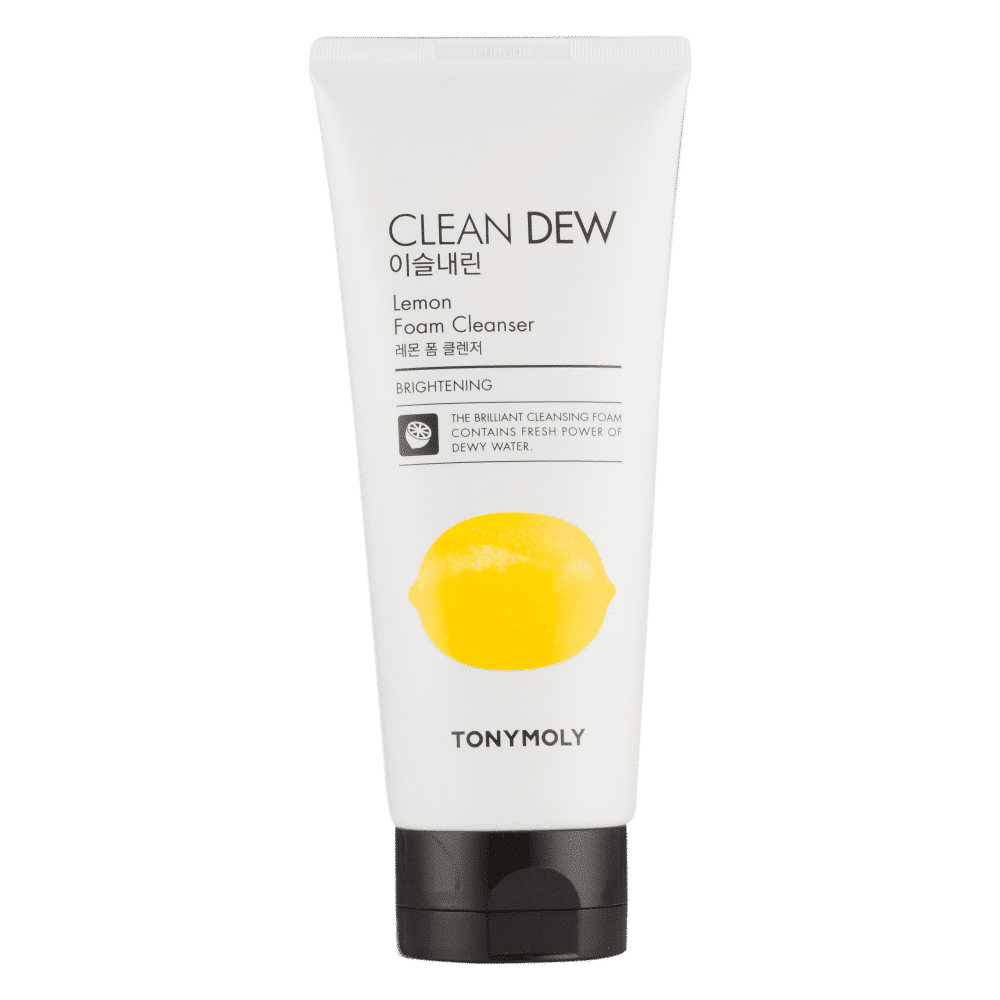 CLEAN DEW
이슬내린
Lemon
Foam Cleanser
레몬 폼 클렌저
BRIGHTENING
THE BRILLIANT CLEANSING FOAM
CONTAINS FRESH POWER OF
DEWY WATER.
TONYMOLY